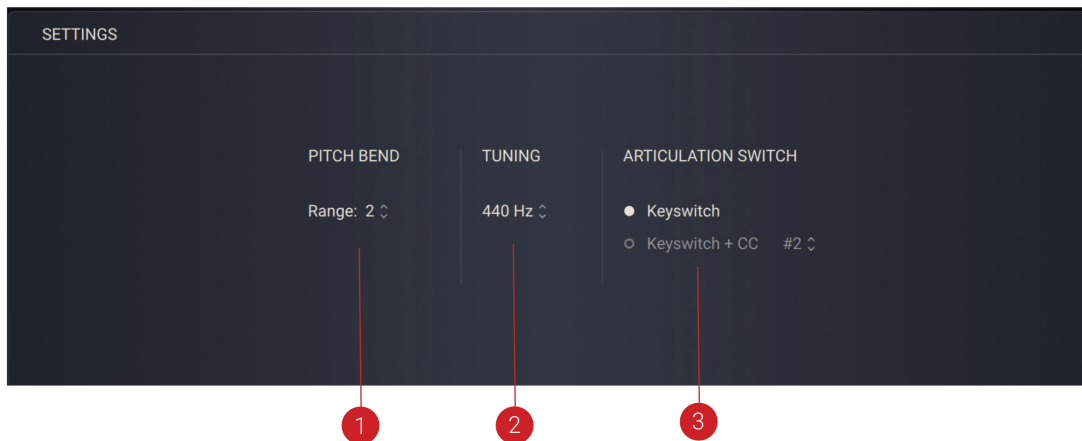 SETTINGS
PITCH BEND
Range: 2
TUNING
440 Hz
ARTICULATION SWITCH
Keyswitch
Keyswitch + CC #2
1
2
3